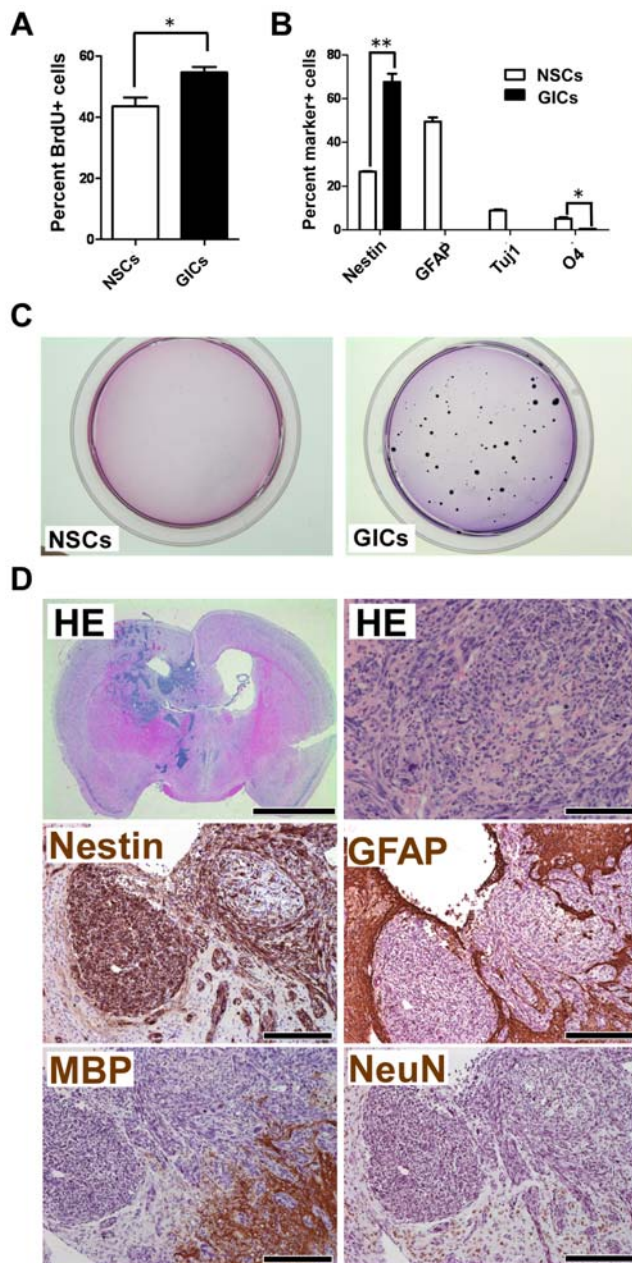 A
Percent BrdU+ cells
60
40
20
0
*
NSCs
GICs
B
Percent marker+ cells
80
60
40
20
0
**
*
NSCs
GICs
Nestin
GFAP
Tuj1
O4
C
NSCs
GICs
D
HE
HE
Nestin
GFAP
MBP
NeuN